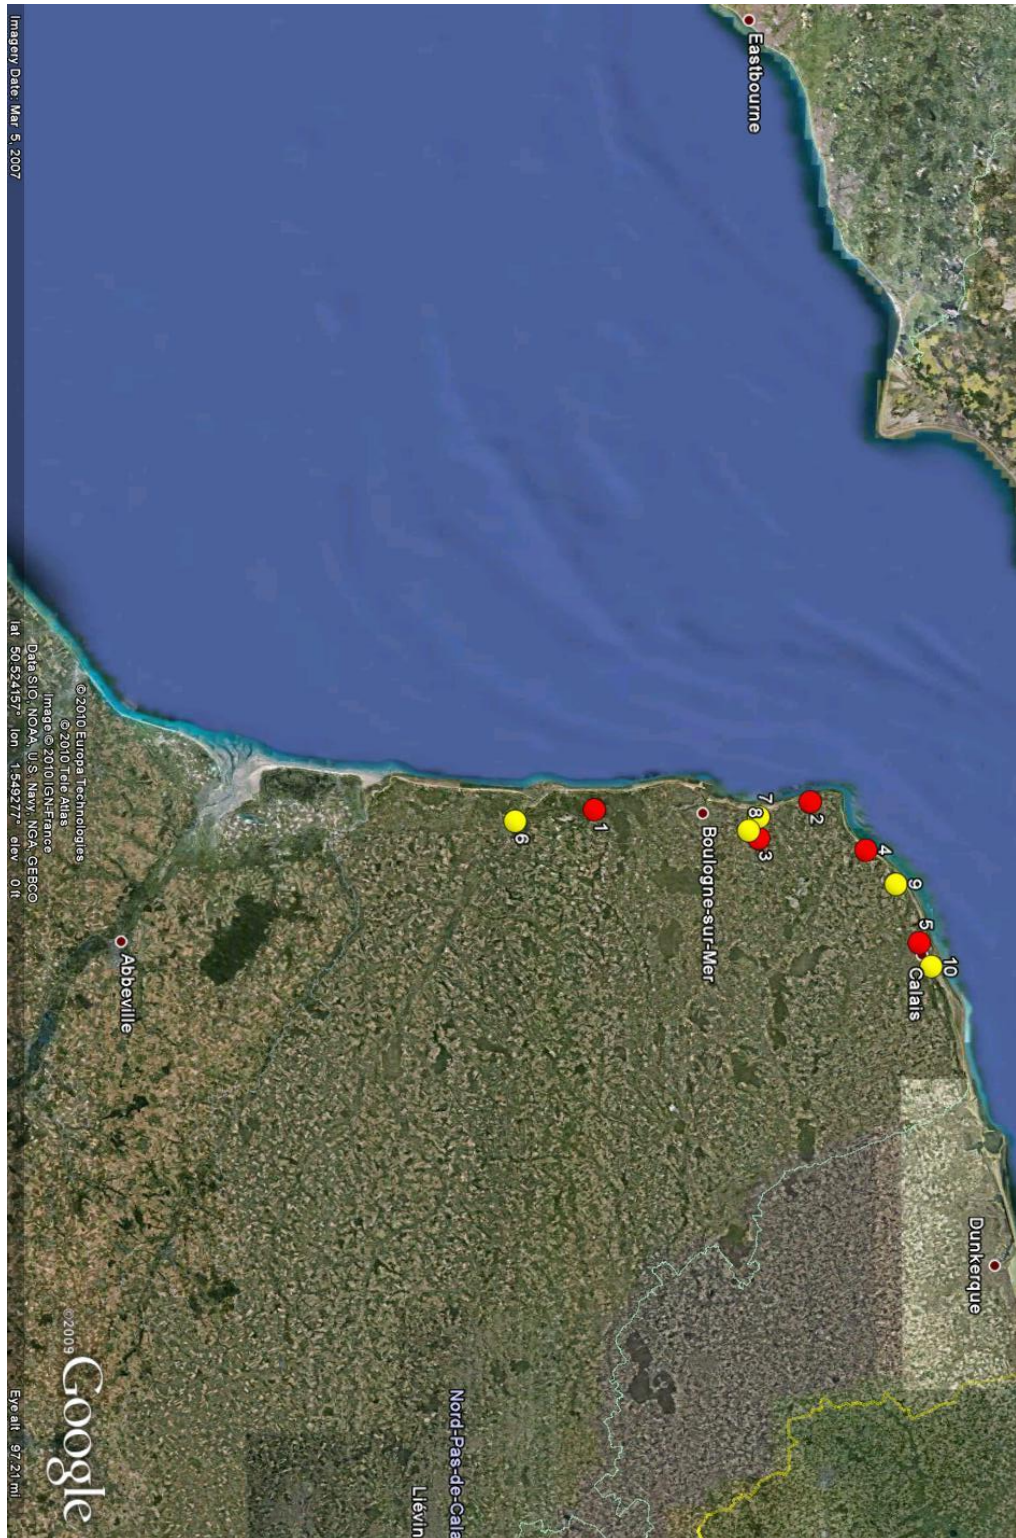 Eastbourne
2
4
9
5
10
Calais
7
8
3
Boulogne-sur-Mer
1
6
Dunkerque
Abbeville
Nord-Pas-de-Cala
Liévin
© 2010 Europa Technologies
© 2010 Tele Atlas
Image © 2010 IGN-France
Data SIO, NOAA, U.S. Navy, NGA, GEBCO
©2009 Google
Imagery Date: Mar 5, 2007
lat 50.524157° lon 1.549277° elev 0 ft
Eye alt 97.21 mi